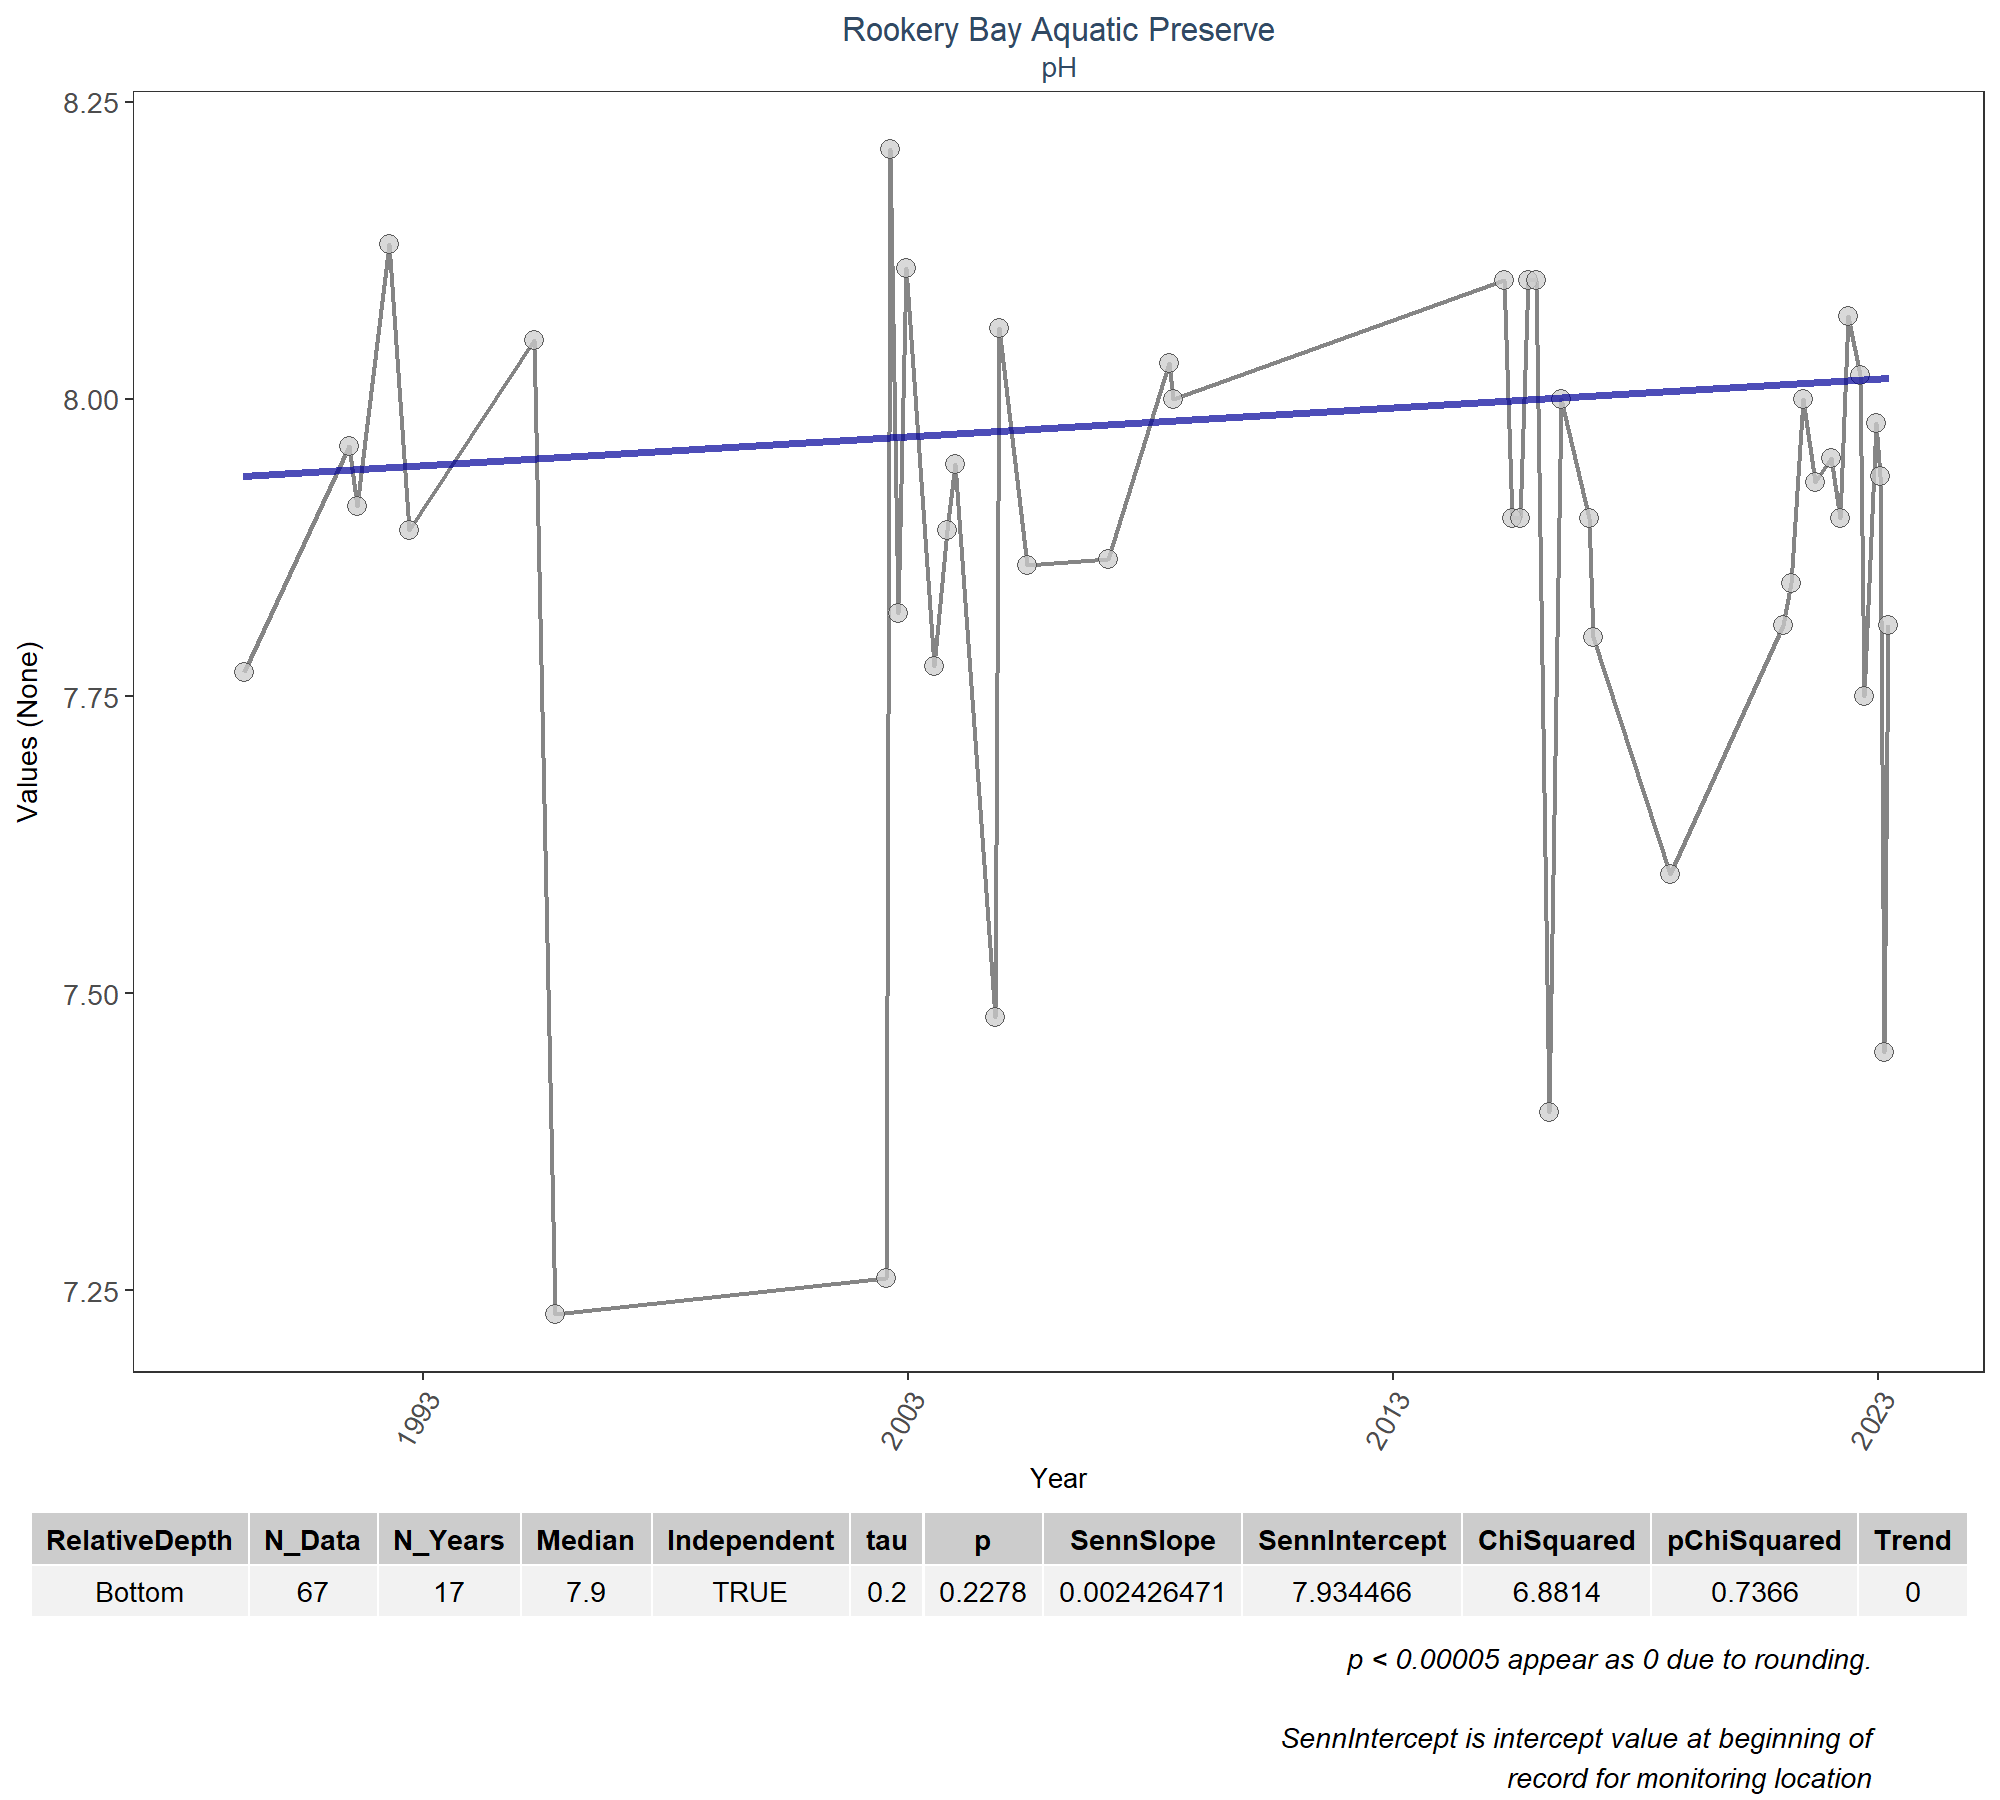 Rookery Bay Aquatic Preserve
pH
8.25
8.00
7.75
7.50
7.25
Values (None)
1993
2003
2013
2023
Year
RelativeDepth N_Data N_Years Median Independent tau p SennSlope SennIntercept ChiSquared pChiSquared Trend
Bottom 67 17 7.9 TRUE 0.2 0.2278 0.002426471 7.934466 6.8814 0.7366 0
p < 0.00005 appear as 0 due to rounding.
SennIntercept is intercept value at beginning of
record for monitoring location